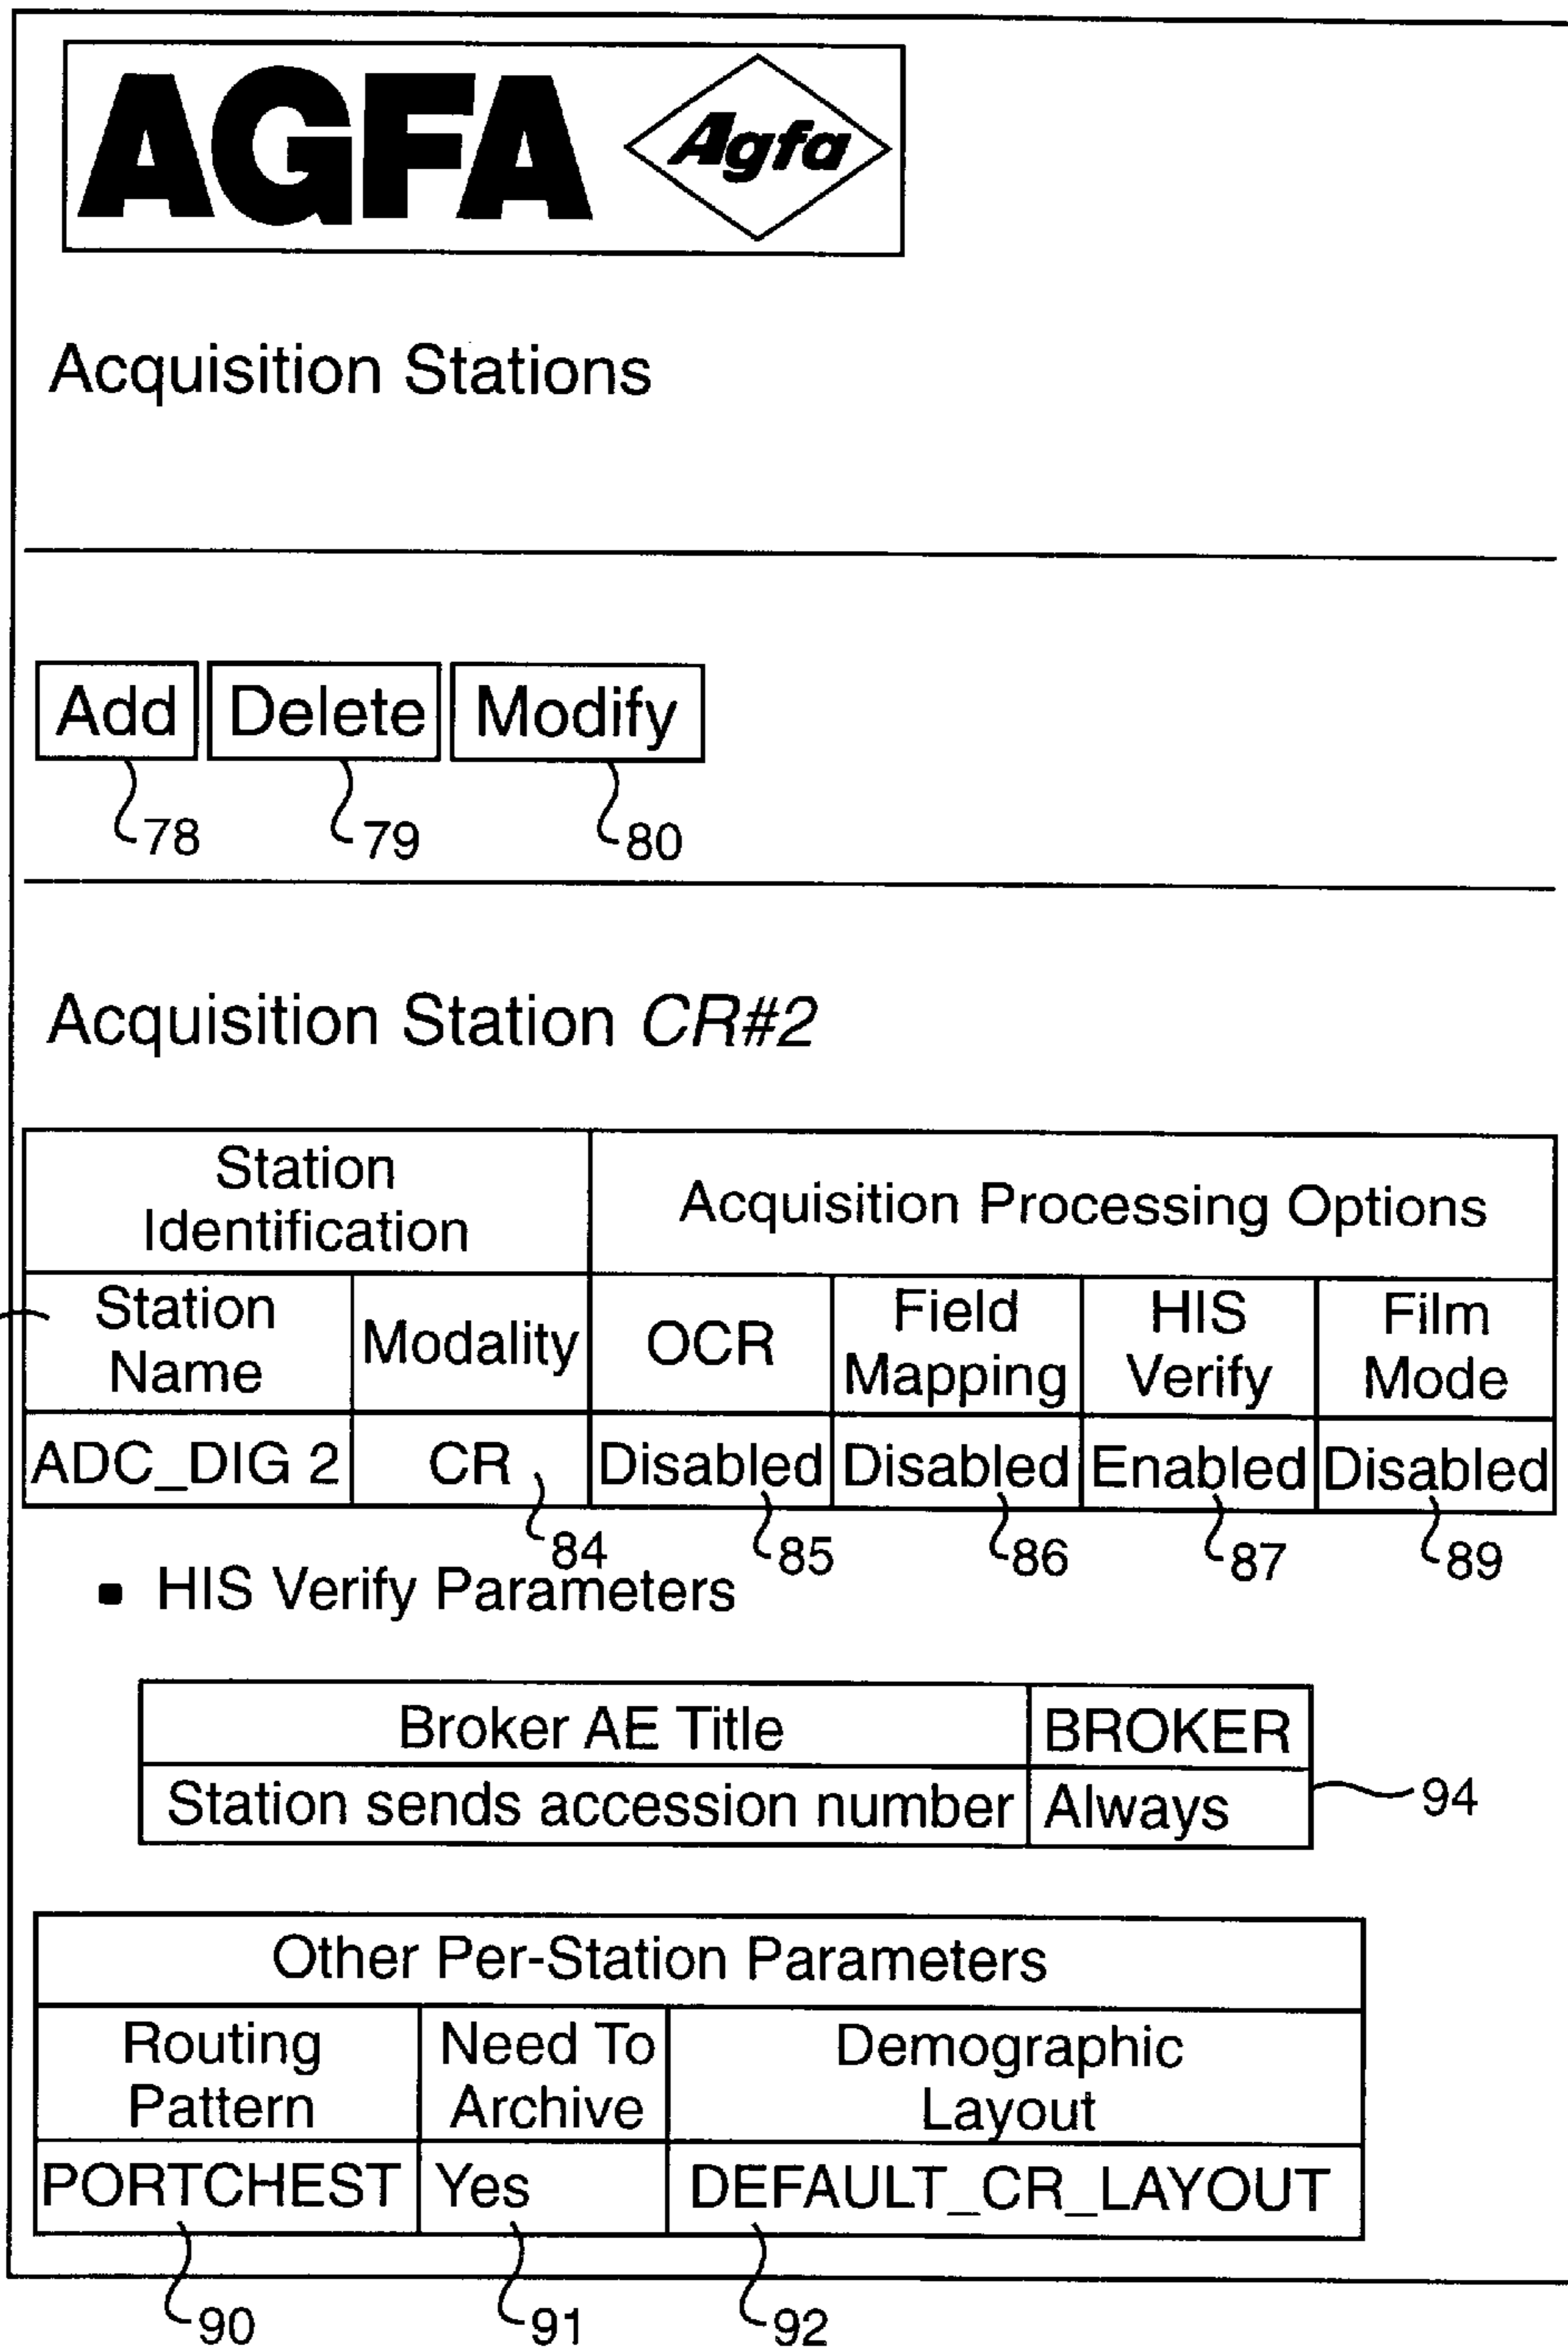 AGFA Agfa
Acquisition Stations
Add Delete Modify
78 79 80
Acquisition Station CR#2
Station
Identification
Acquisition Processing Options
Station
Name
Modality
OCR
Field
Mapping
HIS
Verify
Film
Mode
ADC_DIG 2 CR Disabled Disabled Enabled Disabled
84 85 86 87 89
HIS Verify Parameters
Broker AE Title BROKER
Station sends accession number Always
94
Other Per-Station Parameters
Routing
Pattern
Need To
Archive
Demographic
Layout
PORTCHEST Yes DEFAULT_CR_LAYOUT
90 91 92